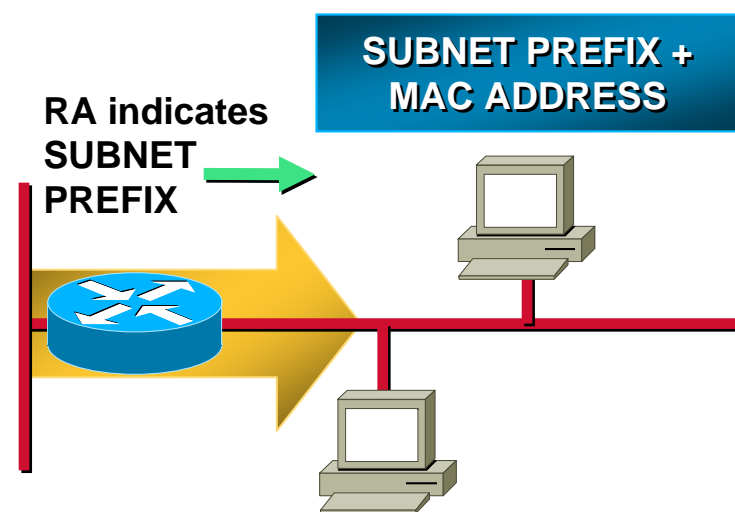 SUBNET PREFIX +
MAC ADDRESS
RA indicates
SUBNET
PREFIX